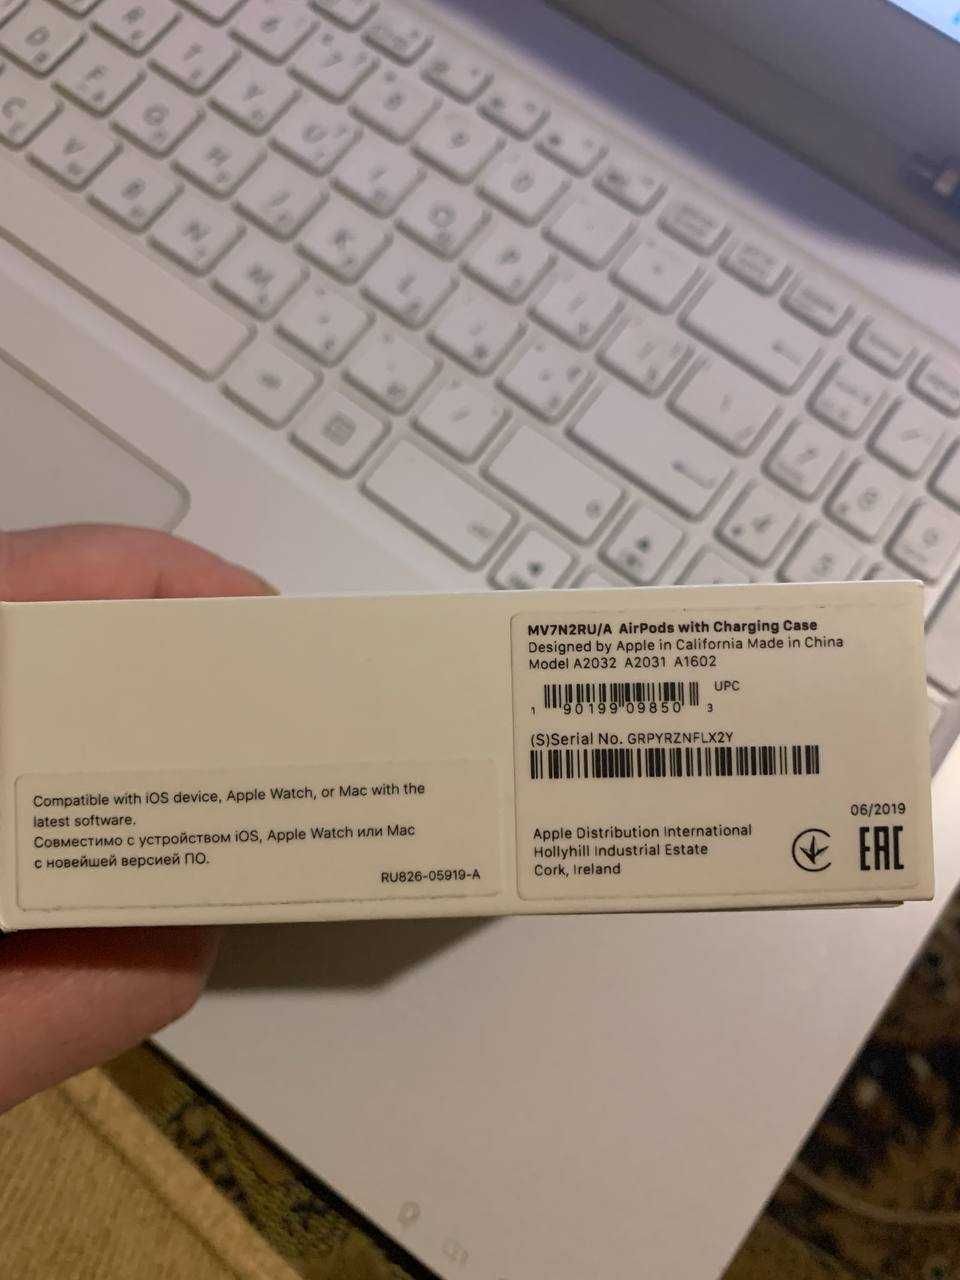 MV7N2RU/A AirPods with Charging Case
Designed by Apple in California Made in China
Model A2032 A2031 A1602
UPC
1 90199 09850 3
(S)Serial No. GRPYRZNFLX2Y
06/2019
Apple Distribution International
Hollyhill Industrial Estate
Cork, Ireland
EAC
Compatible with iOS device, Apple Watch, or Mac with the
latest software.
Совместимо с устройством iOS, Apple Watch или Mac
с новейшей версией ПО.
RU826-05919-A